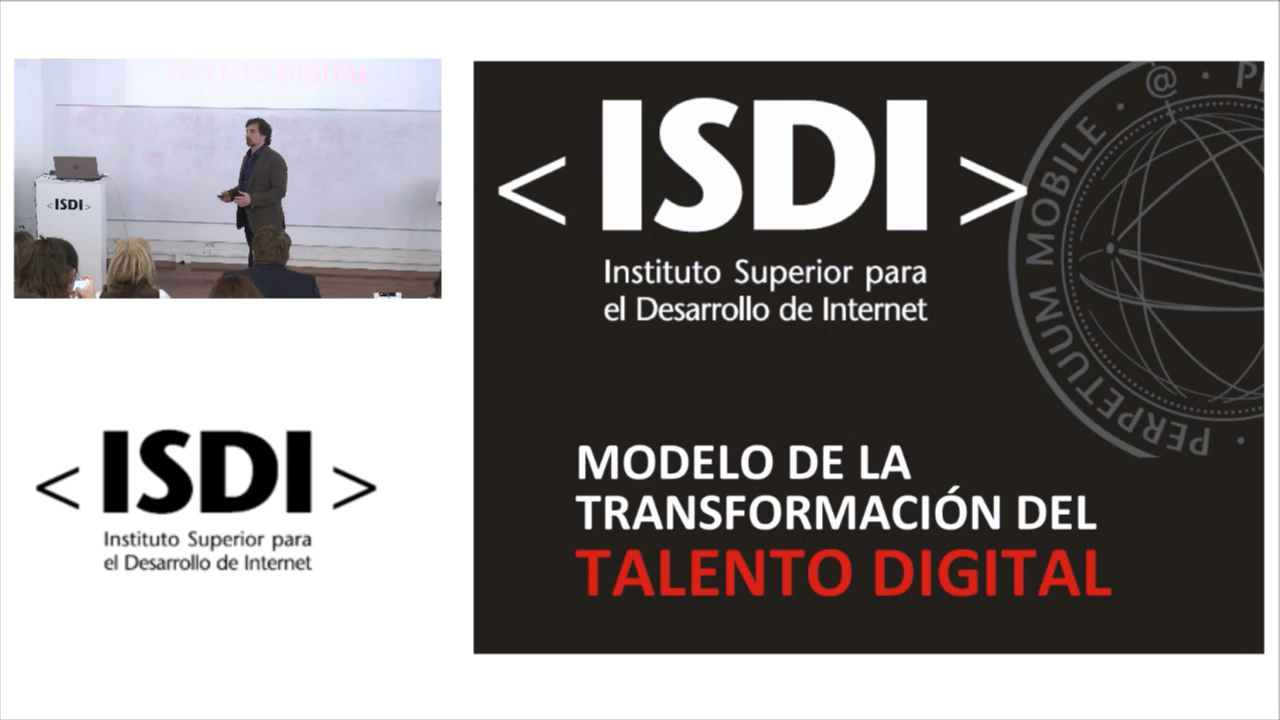 TALENTO DIGITAL
<ISDI>
<ISDI>
Instituto Superior para
el Desarrollo de Internet
<ISDI>
Instituto Superior para
el Desarrollo de Internet
PERPETUUM MOBILE · @ · P
MODELO DE LA
TRANSFORMACIÓN DEL
TALENTO DIGITAL